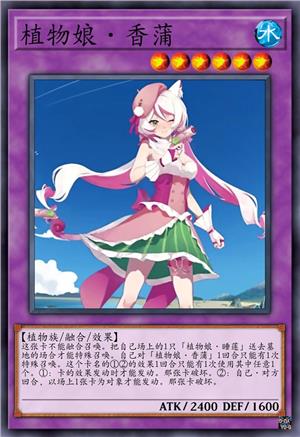 植物娘·香蒲
水
【植物族/融合/效果】
这张卡不能融合召唤。把自己场上的1只「植物娘·睡莲」送去墓
地的场合才能特殊召唤。自己对「植物娘·香蒲」1回合只能有1次
特殊召唤。这个卡名的①②的效果1回合只能有1次使用其中任意1
个。①：卡的效果发动时才能发动。那张卡破坏。②：自己·对方
回合，以场上1张卡为对象才能发动。那张卡破坏。
ATK/2400 DEF/1600